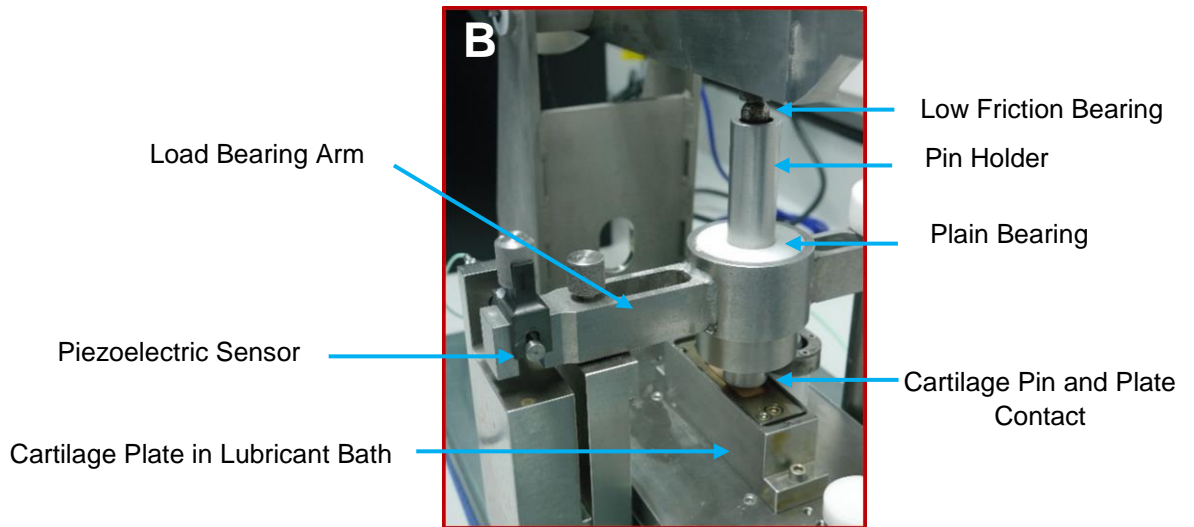 B
Low Friction Bearing
Load Bearing Arm
Pin Holder
Plain Bearing
Piezoelectric Sensor
Cartilage Pin and Plate
Contact
Cartilage Plate in Lubricant Bath